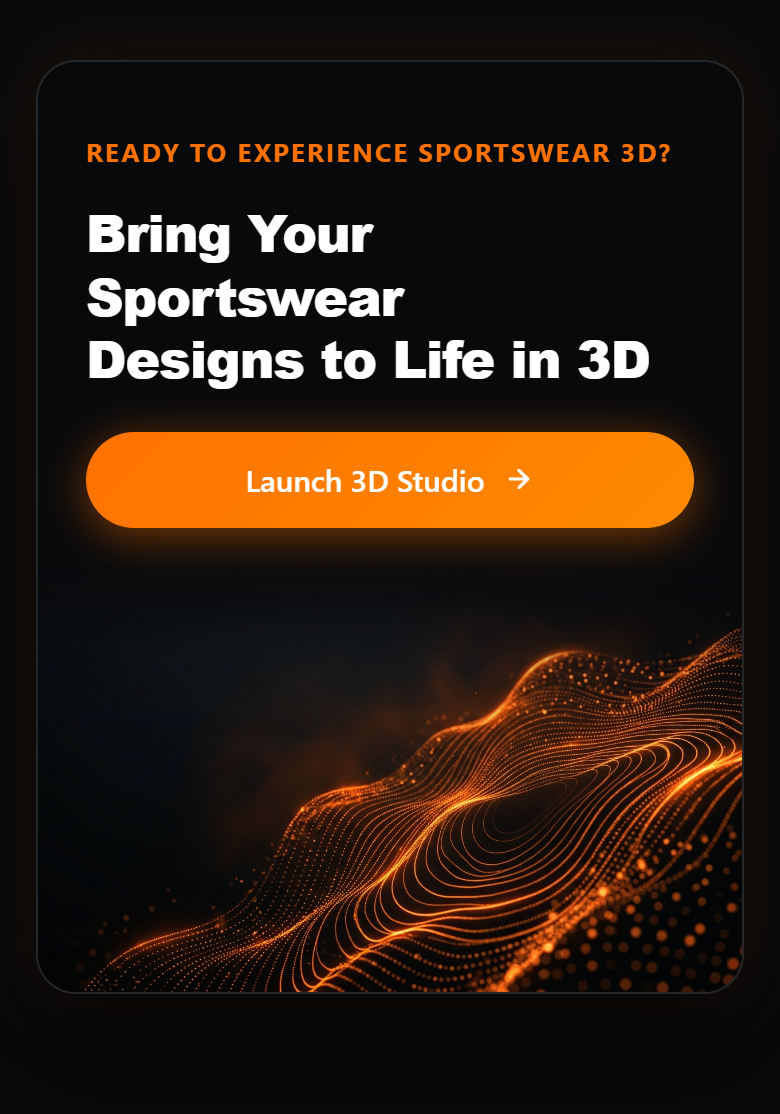 READY TO EXPERIENCE SPORTSWEAR 3D?
Bring Your
Sportswear
Designs to Life in 3D
Launch 3D Studio →